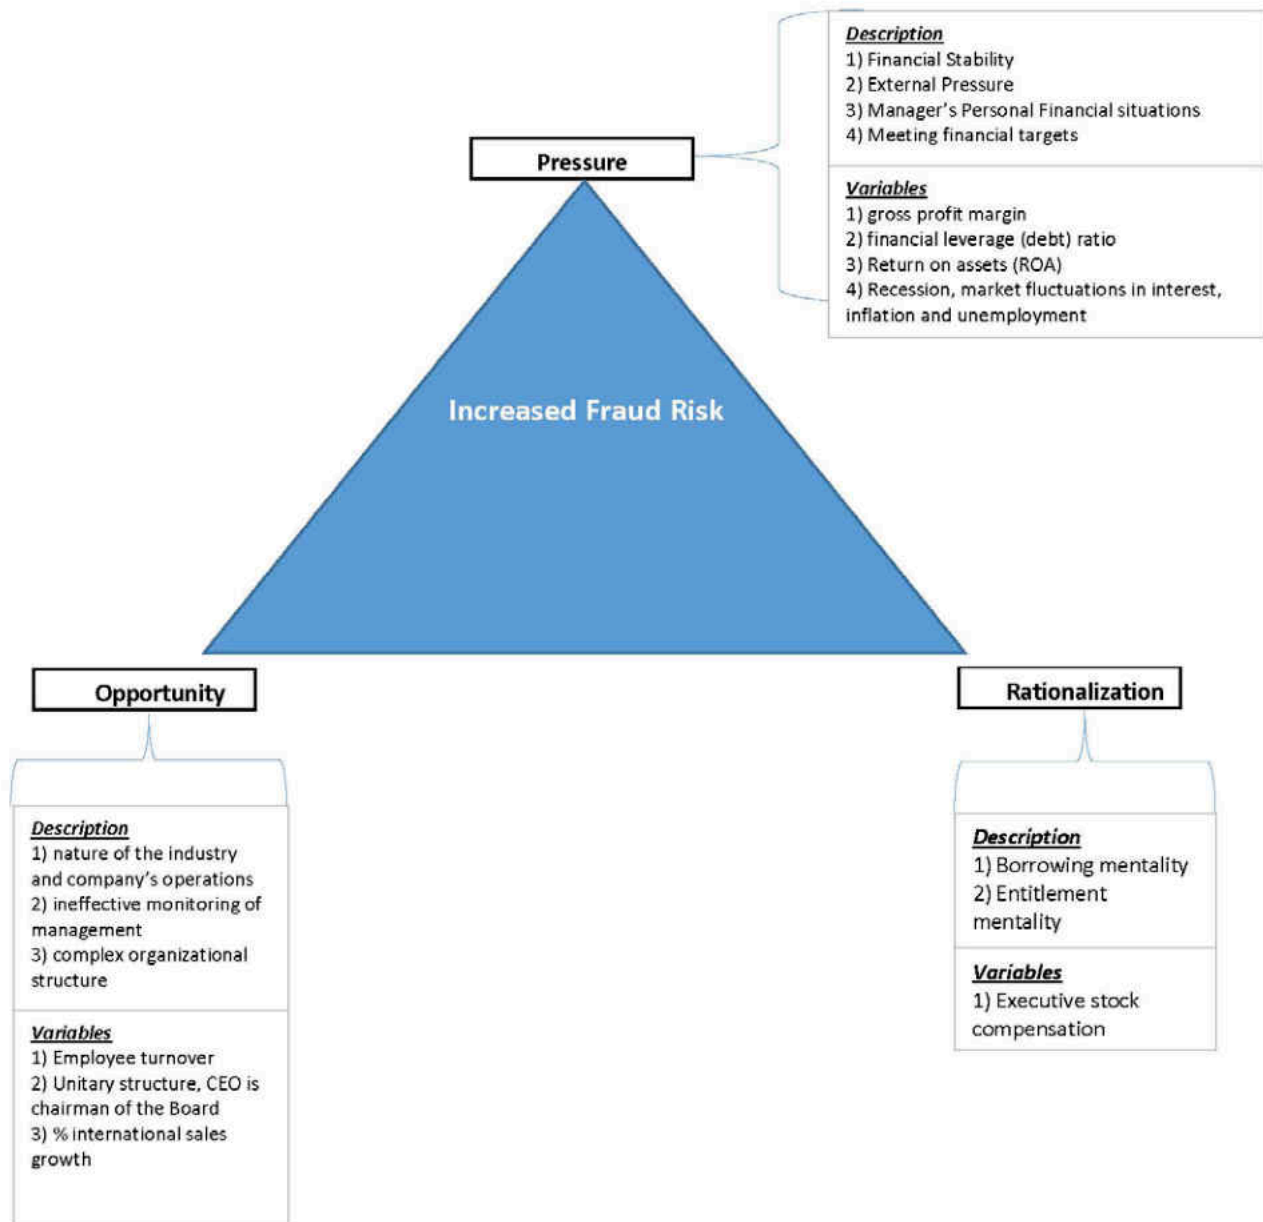 Description
1) Financial Stability
2) External Pressure
3) Manager's Personal Financial situations
4) Meeting financial targets
Pressure
Variables
1) gross profit margin
2) financial leverage (debt) ratio
3) Return on assets (ROA)
4) Recession, market fluctuations in interest,
inflation and unemployment
Increased Fraud Risk
Opportunity
Description
1) nature of the industry
and company's operations
2) ineffective monitoring of
management
3) complex organizational
structure
Variables
1) Employee turnover
2) Unitary structure, CEO is
chairman of the Board
3) % international sales
growth
Rationalization
Description
1) Borrowing mentality
2) Entitlement
mentality
Variables
1) Executive stock
compensation